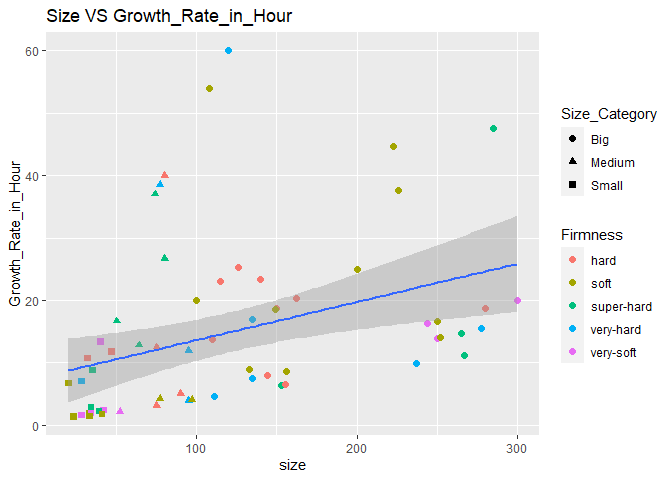 Size VS Growth_Rate_in_Hour
Growth_Rate_in_Hour
60
40
20
0
100
200
300
size
Size_Category
Big
Medium
Small
Firmness
hard
soft
super-hard
very-hard
very-soft